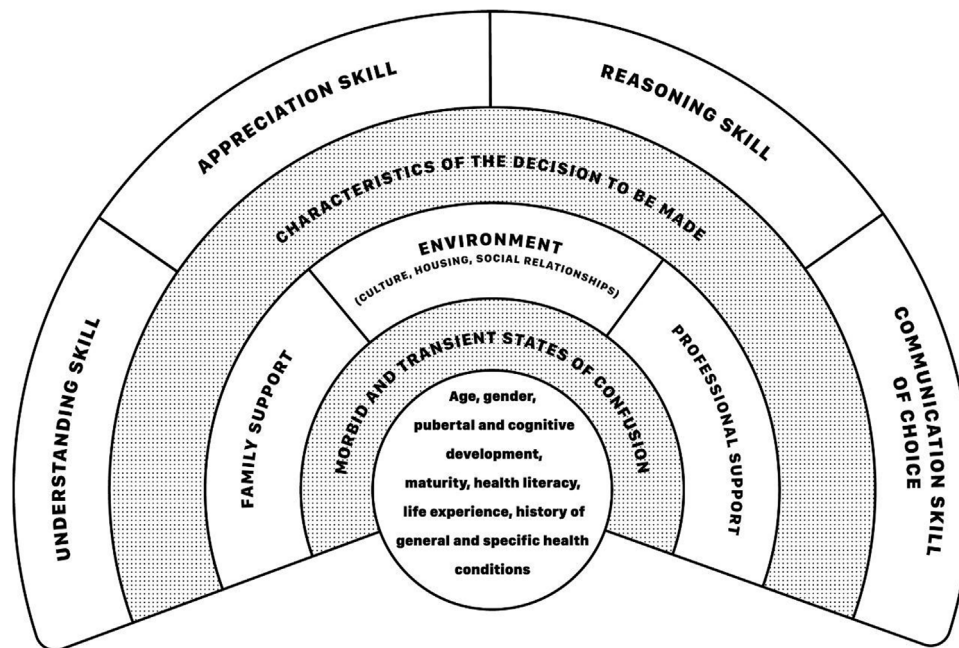 APPRECIATION SKILL
REASONING SKILL
UNDERSTANDING SKILL
COMMUNICATION SKILL
OF CHOICE
CHARACTERISTICS OF THE DECISION TO BE MADE
ENVIRONMENT
(CULTURE, HOUSING, SOCIAL RELATIONSHIPS)
FAMILY SUPPORT
PROFESSIONAL SUPPORT
MORBID AND TRANSIENT STATES OF CONFUSION
Age, gender,
pubertal and cognitive
development,
maturity, health literacy,
life experience, history of
general and specific health
conditions